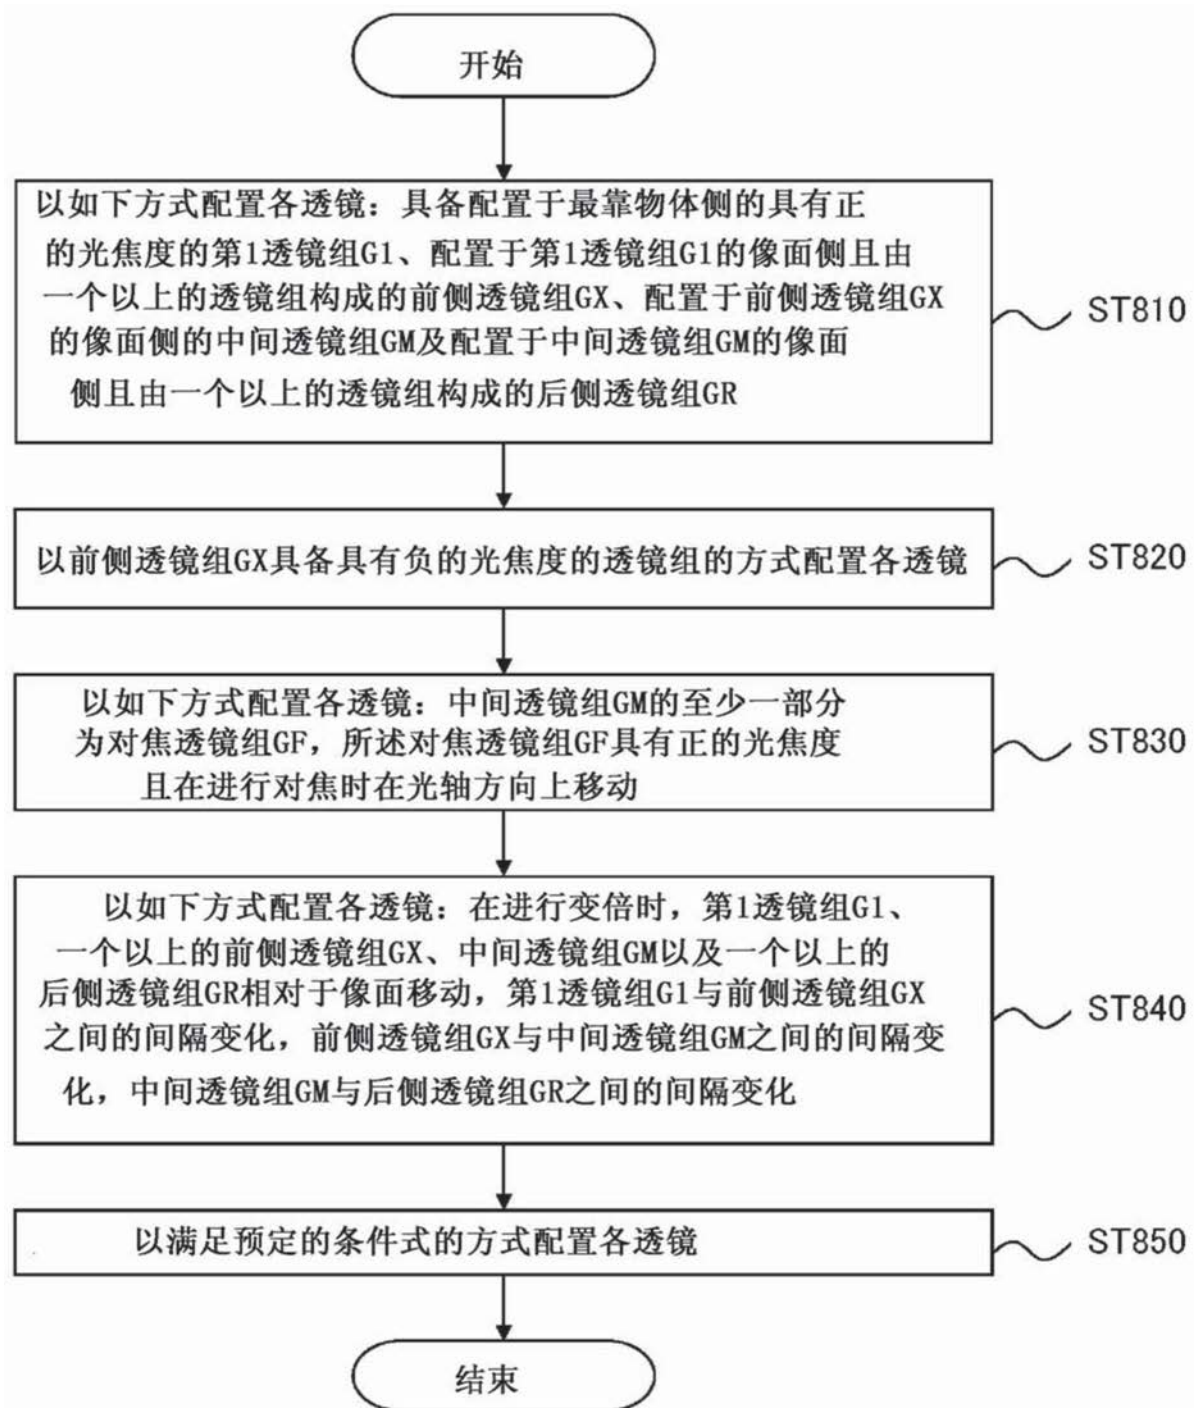 开始
以如下方式配置各透镜：具备配置于最靠物体侧的具有正
的光焦度的第1透镜组G1、配置于第1透镜组G1的像面侧且由
一个以上的透镜组构成的前侧透镜组GX、配置于前侧透镜组GX
的像面侧的中间透镜组GM及配置于中间透镜组GM的像面
侧且由一个以上的透镜组构成的后侧透镜组GR
ST810
以前侧透镜组GX具备具有负的光焦度的透镜组的方式配置各透镜
ST820
以如下方式配置各透镜：中间透镜组GM的至少一部分
为对焦透镜组GF，所述对焦透镜组GF具有正的光焦度
且在进行对焦时在光轴方向上移动
ST830
以如下方式配置各透镜：在进行变倍时，第1透镜组G1、
一个以上的前侧透镜组GX、中间透镜组GM以及一个以上的
后侧透镜组GR相对于像面移动，第1透镜组G1与前侧透镜组GX
之间的间隔变化，前侧透镜组GX与中间透镜组GM之间的间隔变
化，中间透镜组GM与后侧透镜组GR之间的间隔变化
ST840
以满足预定的条件式的方式配置各透镜
ST850
结束